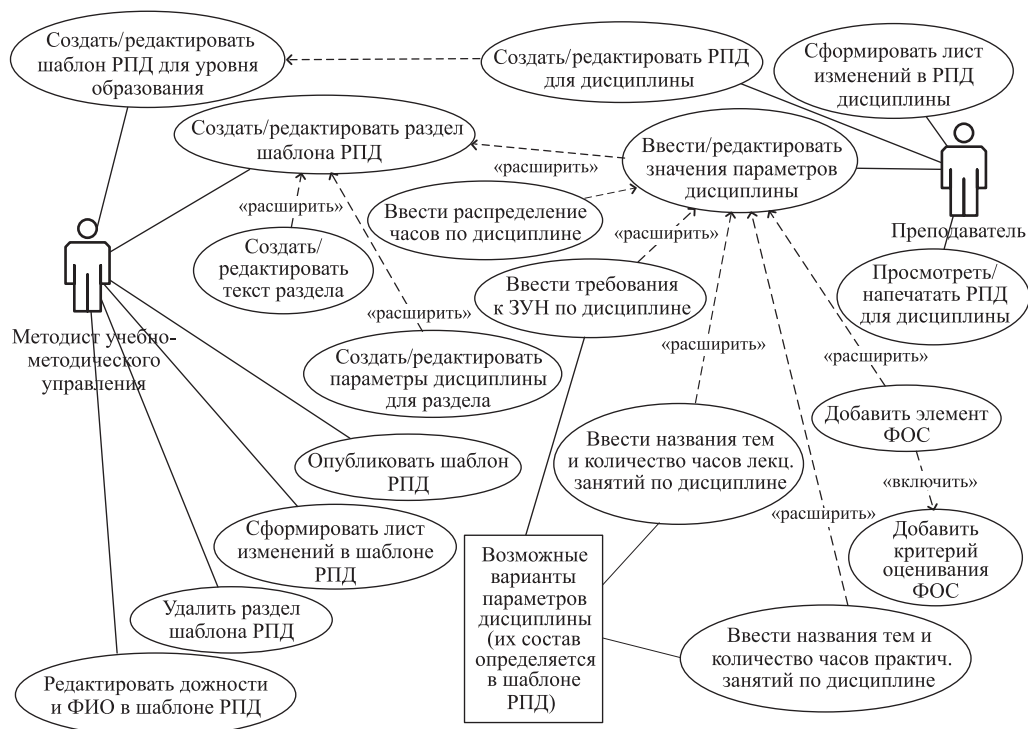 Создать/редактировать
шаблон РПД для уровня
образования
Создать/редактировать РПД
для дисциплины
Сформировать лист
изменений в РПД
дисциплины
Создать/редактировать раздел
шаблона РПД
Ввести/редактировать
значения параметров
дисциплины
«расширить»
«расширить»
Ввести распределение
часов по дисциплине
«расширить»
Преподаватель
Создать/
редактировать
текст раздела
Ввести требования
к ЗУН по дисциплине
Просмотреть/
напечатать РПД
для дисциплины
«расширить»
Методист учебно-
методического
управления
Создать/редактировать
параметры дисциплины
для раздела
«расширить»
«расширить»
Добавить элемент
ФОС
Ввести названия тем
и количество часов лекц.
занятий по дисциплине
Опубликовать шаблон
РПД
«включить»
«расширить»
Сформировать лист
изменений в шаблоне
РПД
Добавить
критерий
оценивания
ФОС
Возможные
варианты
параметров
дисциплины
(их состав
определяется
в шаблоне
РПД)
Удалить раздел
шаблона РПД
Ввести названия тем и
количество часов практич.
занятий по дисциплине
Редактировать дожности
и ФИО в шаблоне РПД